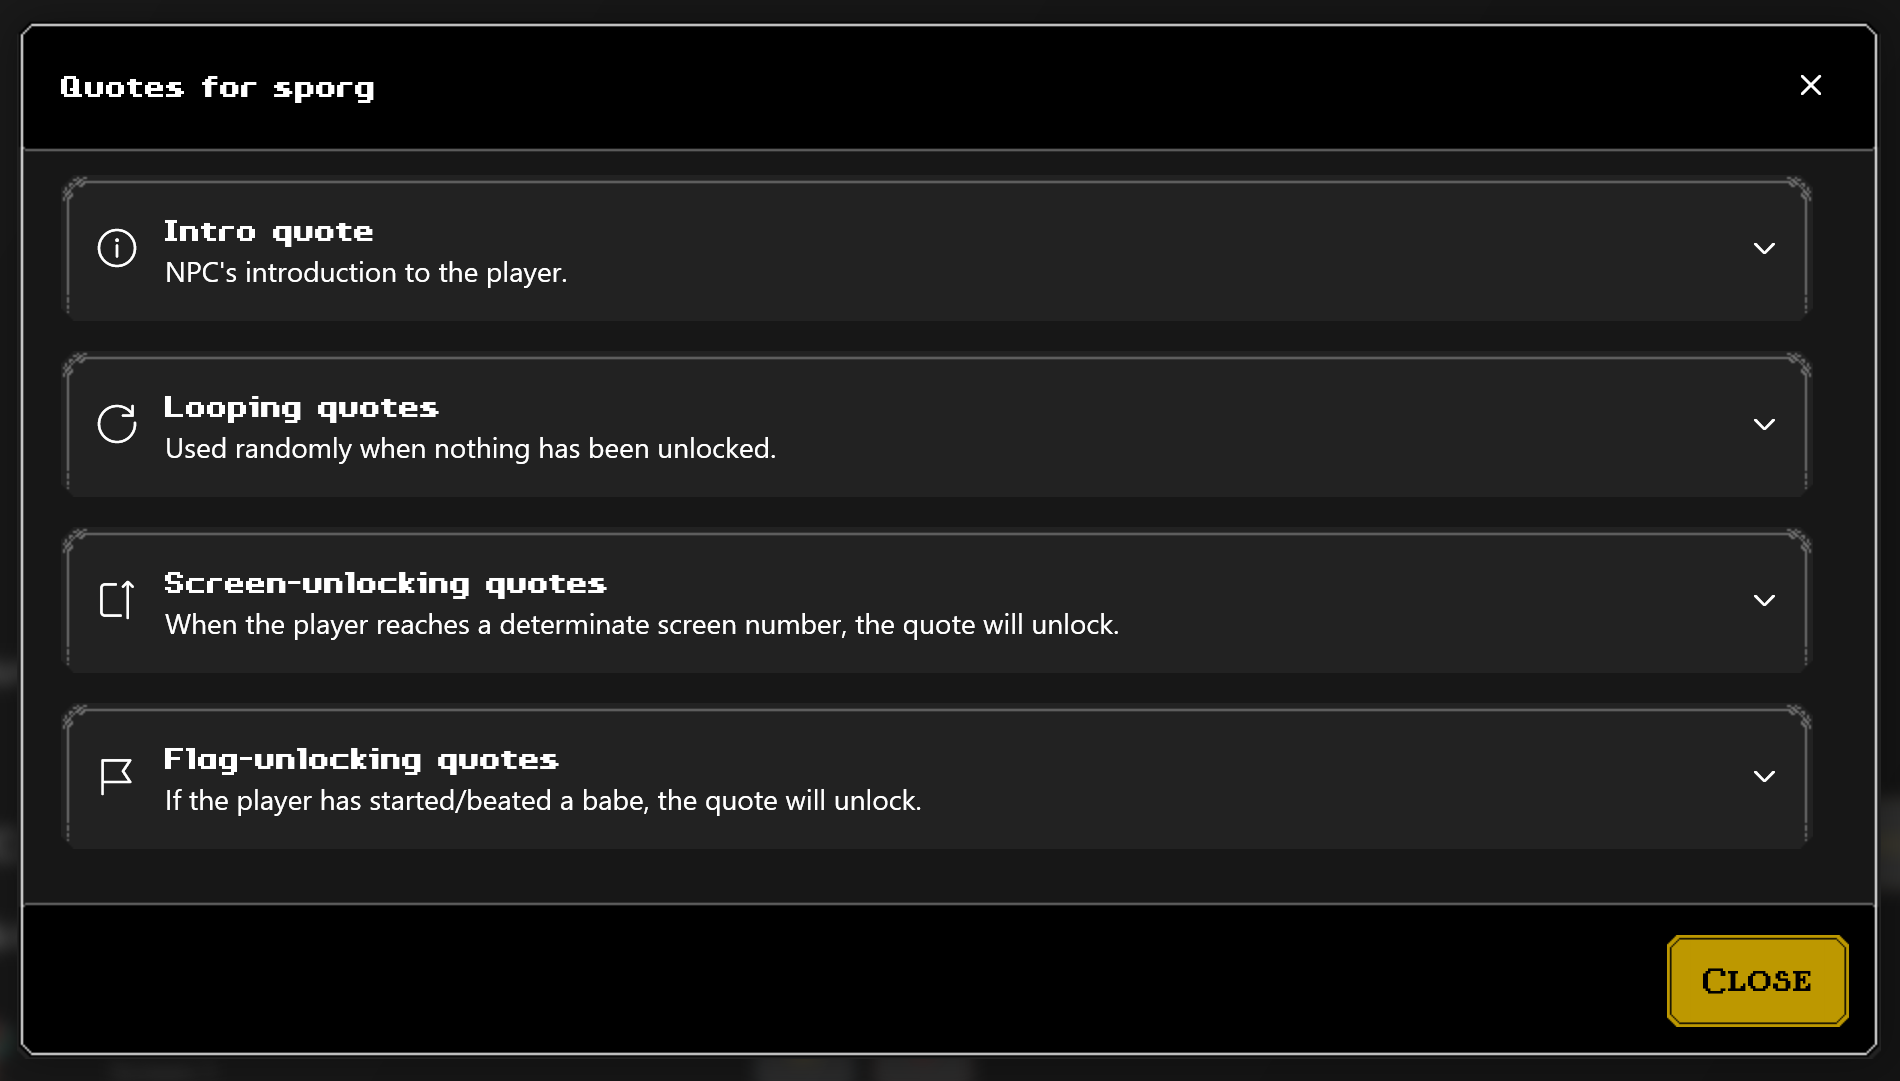 Quotes for sporg
Intro quote
NPC's introduction to the player.
Looping quotes
Used randomly when nothing has been unlocked.
Screen-unlocking quotes
When the player reaches a determinate screen number, the quote will unlock.
Flag-unlocking quotes
If the player has started/beated a babe, the quote will unlock.
CLOSE